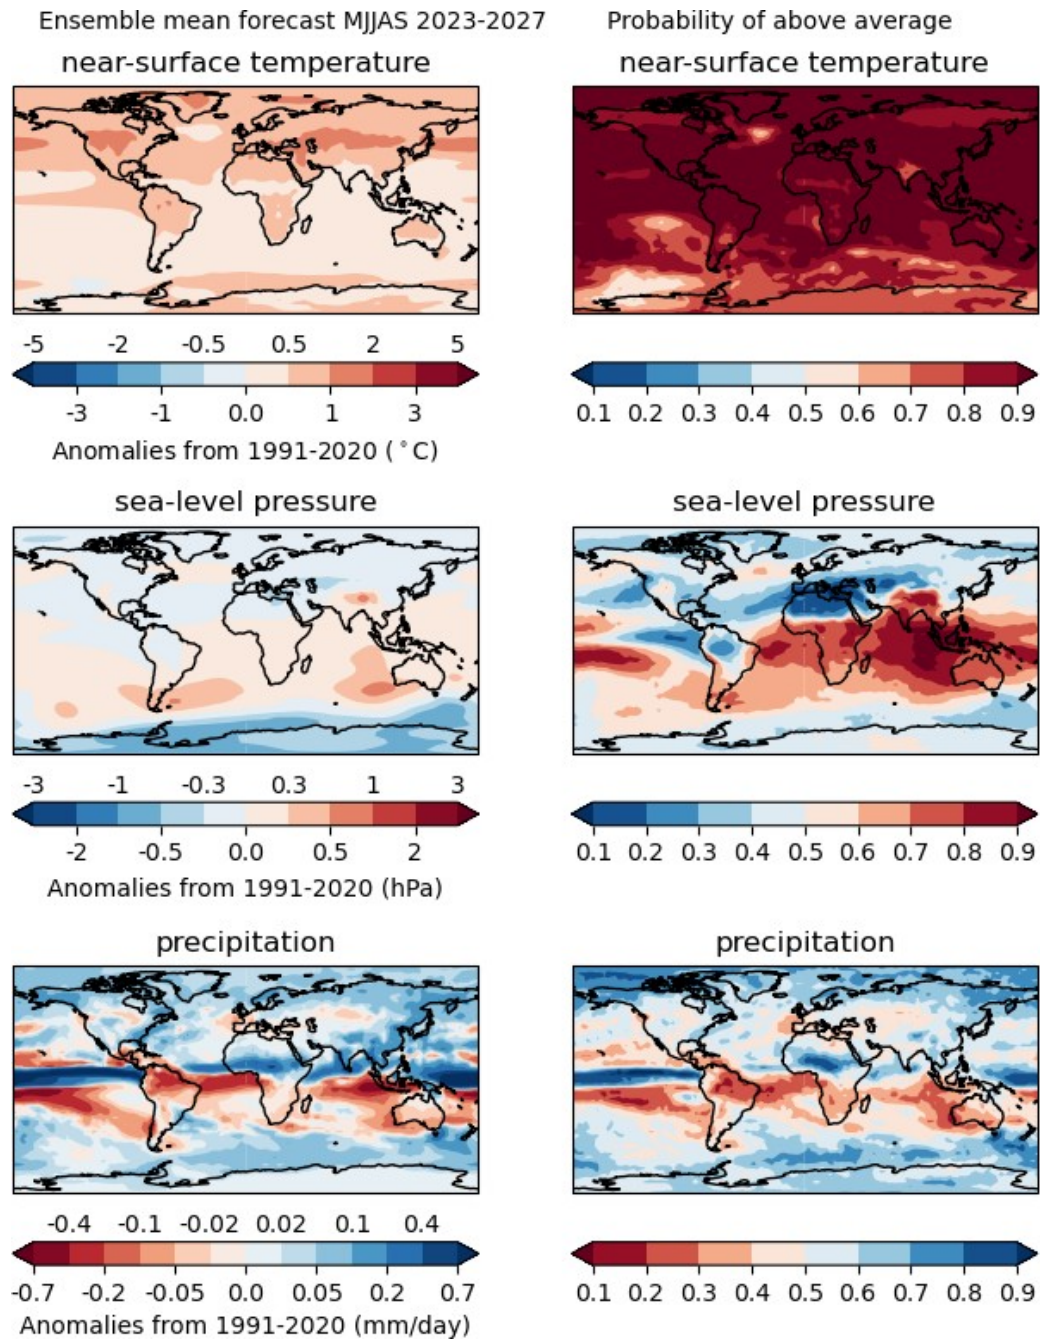 Ensemble mean forecast MJJAS 2023-2027 Probability of above average
near-surface temperature near-surface temperature
-5 -2 -0.5 0.5 2 5
-3 -1 0.0 1 3 0.1 0.2 0.3 0.4 0.5 0.6 0.7 0.8 0.9
Anomalies from 1991-2020 (°C)
sea-level pressure sea-level pressure
-3 -1 -0.3 0.3 1 3
-2 -0.5 0.0 0.5 2 0.1 0.2 0.3 0.4 0.5 0.6 0.7 0.8 0.9
Anomalies from 1991-2020 (hPa)
precipitation precipitation
-0.4 -0.1 -0.02 0.02 0.1 0.4
-0.7 -0.2 -0.05 0.0 0.05 0.2 0.7 0.1 0.2 0.3 0.4 0.5 0.6 0.7 0.8 0.9
Anomalies from 1991-2020 (mm/day)